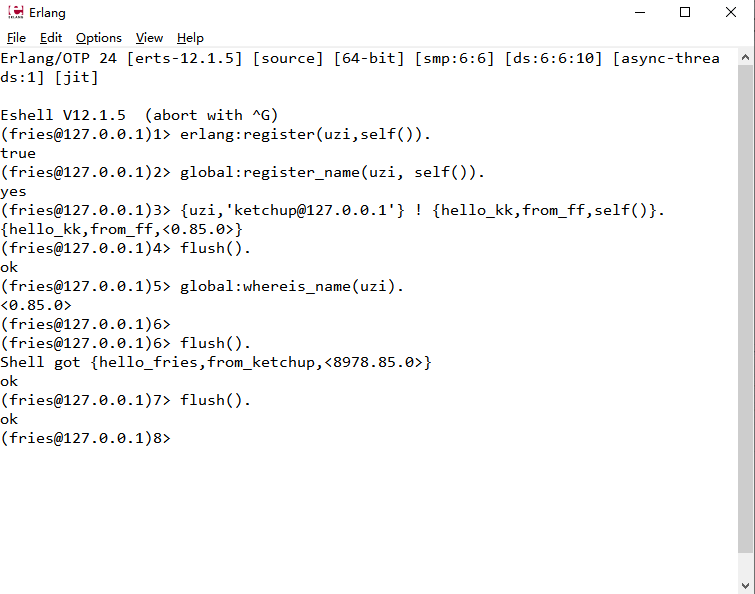 Erlang
File Edit Options View Help
Erlang/OTP 24 [erts-12.1.5] [source] [64-bit] [smp:6:6] [ds:6:6:10] [async-threa
ds:1] [jit]
Eshell V12.1.5  (abort with ^G)
(fries@127.0.0.1)1> erlang:register(uzi,self()).
true
(fries@127.0.0.1)2> global:register_name(uzi, self()).
yes
(fries@127.0.0.1)3> {uzi,'ketchup@127.0.0.1'} ! {hello_kk,from_ff,self()}.
{hello_kk,from_ff,<0.85.0>}
(fries@127.0.0.1)4> flush().
ok
(fries@127.0.0.1)5> global:whereis_name(uzi).
<0.85.0>
(fries@127.0.0.1)6>
(fries@127.0.0.1)6> flush().
Shell got {hello_fries,from_ketchup,<8978.85.0>}
ok
(fries@127.0.0.1)7> flush().
ok
(fries@127.0.0.1)8>